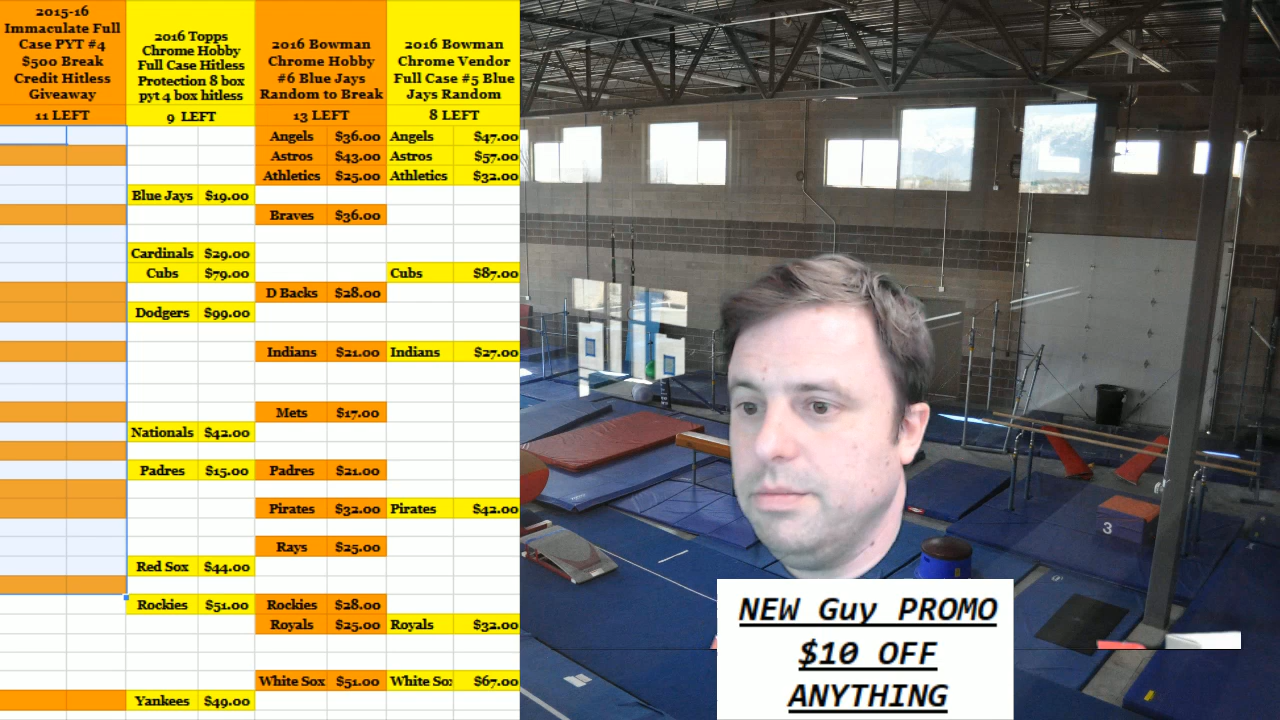 2015-16
Immaculate Full
Case PYT #4
$500 Break
Credit Hitless
Giveaway
11 LEFT
2016 Topps
Chrome Hobby
Full Case Hitless
Protection 8 box
pyt 4 box hitless
9 LEFT
2016 Bowman
Chrome Hobby
#6 Blue Jays
Random to Break
13 LEFT
2016 Bowman
Chrome Vendor
Full Case #5 Blue
Jays Random
8 LEFT
Angels $36.00 Angels $47.00
Astros $43.00 Astros $57.00
Athletics $25.00 Athletics $32.00
Blue Jays $19.00
Braves $36.00
Cardinals $29.00
Cubs $79.00 Cubs $87.00
D Backs $28.00
Dodgers $99.00
Indians $21.00 Indians $27.00
Mets $17.00
Nationals $42.00
Padres $15.00 Padres $21.00
Pirates $32.00 Pirates $42.00
Rays $25.00
Red Sox $44.00
Rockies $51.00 Rockies $28.00
Royals $25.00 Royals $32.00
White Sox $51.00 White Sox $67.00
Yankees $49.00
3
NEW Guy PROMO
$10 OFF
ANYTHING